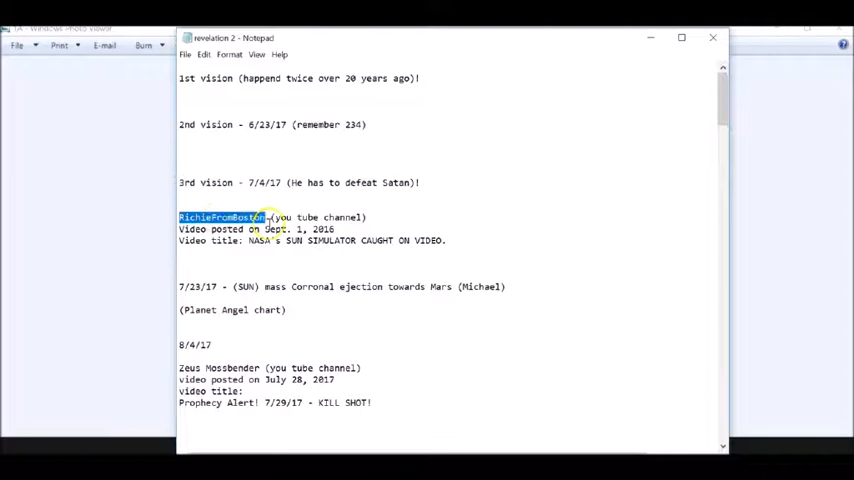 1A - Windows Photo Viewer
File Print E-mail Burn
revelation 2 - Notepad
File Edit Format View Help
1st vision (happend twice over 20 years ago)!
2nd vision - 6/23/17 (remember 234)
3rd vision - 7/4/17 (He has to defeat Satan)!
RichieFromBoston (you tube channel)
Video posted on Sept. 1, 2016
Video title: NASA's SUN SIMULATOR CAUGHT ON VIDEO.
7/23/17 - (SUN) mass Corronal ejection towards Mars (Michael)
(Planet Angel chart)
8/4/17
Zeus Mossbender (you tube channel)
video posted on July 28, 2017
video title:
Prophecy Alert! 7/29/17 - KILL SHOT!